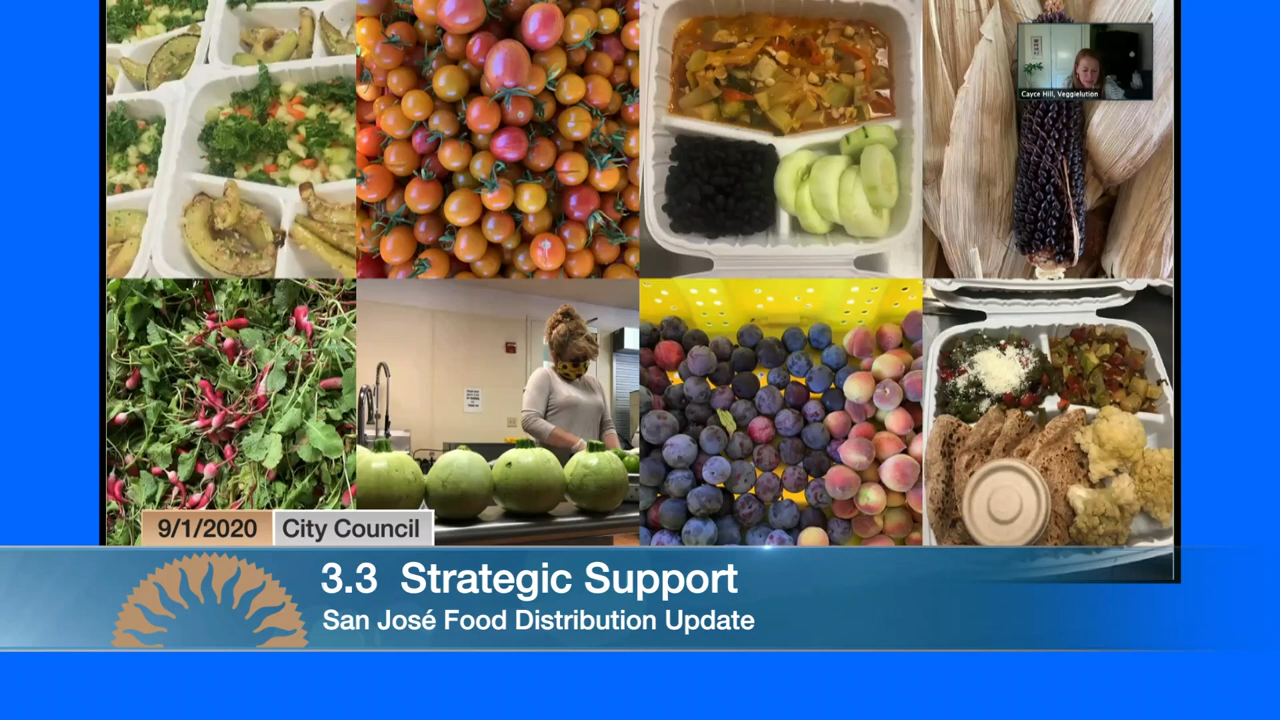 Cayce Hill, Veggielution
9/1/2020 City Council
3.3 Strategic Support
San José Food Distribution Update